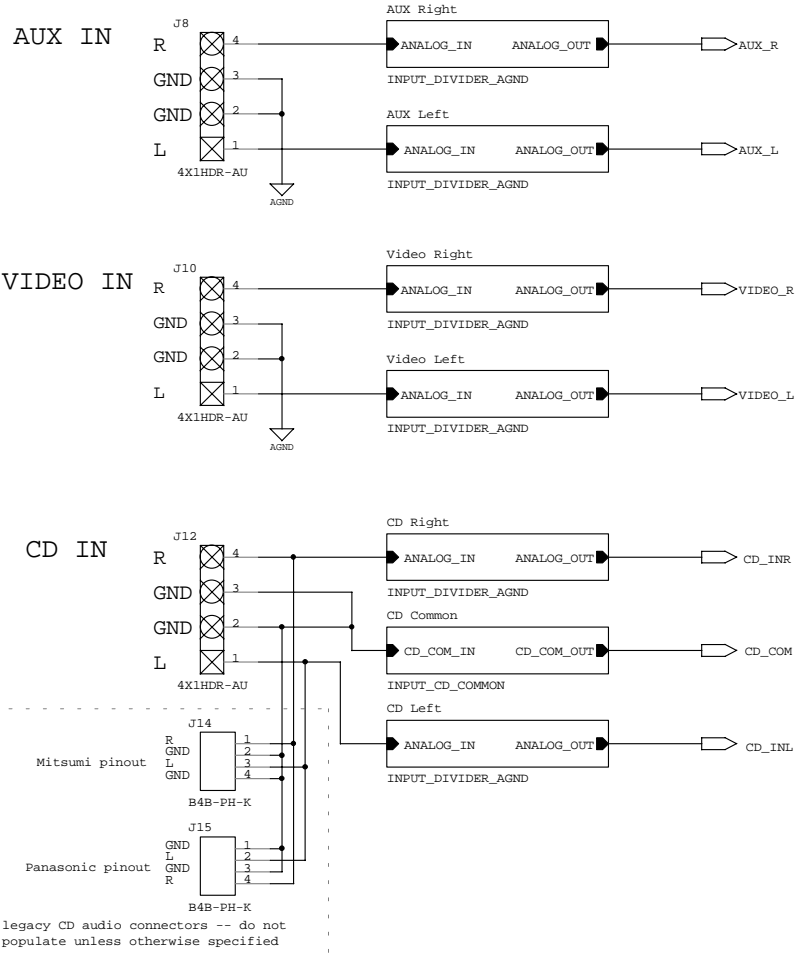 AUX IN
J8
R
GND
GND
L
4
3
2
1
4X1HDR-AU
AGND
AUX Right
ANALOG_IN ANALOG_OUT
INPUT_DIVIDER_AGND
AUX_R
AUX Left
ANALOG_IN ANALOG_OUT
INPUT_DIVIDER_AGND
AUX_L
VIDEO IN
J10
R
GND
GND
L
4
3
2
1
4X1HDR-AU
AGND
Video Right
ANALOG_IN ANALOG_OUT
INPUT_DIVIDER_AGND
VIDEO_R
Video Left
ANALOG_IN ANALOG_OUT
INPUT_DIVIDER_AGND
VIDEO_L
CD IN
J12
R
GND
GND
L
4
3
2
1
4X1HDR-AU
CD Right
ANALOG_IN ANALOG_OUT
INPUT_DIVIDER_AGND
CD_INR
CD Common
CD_COM_IN CD_COM_OUT
INPUT_CD_COMMON
CD_COM
CD Left
ANALOG_IN ANALOG_OUT
INPUT_DIVIDER_AGND
CD_INL
J14
Mitsumi pinout
R
GND
L
GND
1
2
3
4
B4B-PH-K
J15
Panasonic pinout
GND
L
GND
R
1
2
3
4
B4B-PH-K
legacy CD audio connectors -- do not
populate unless otherwise specified